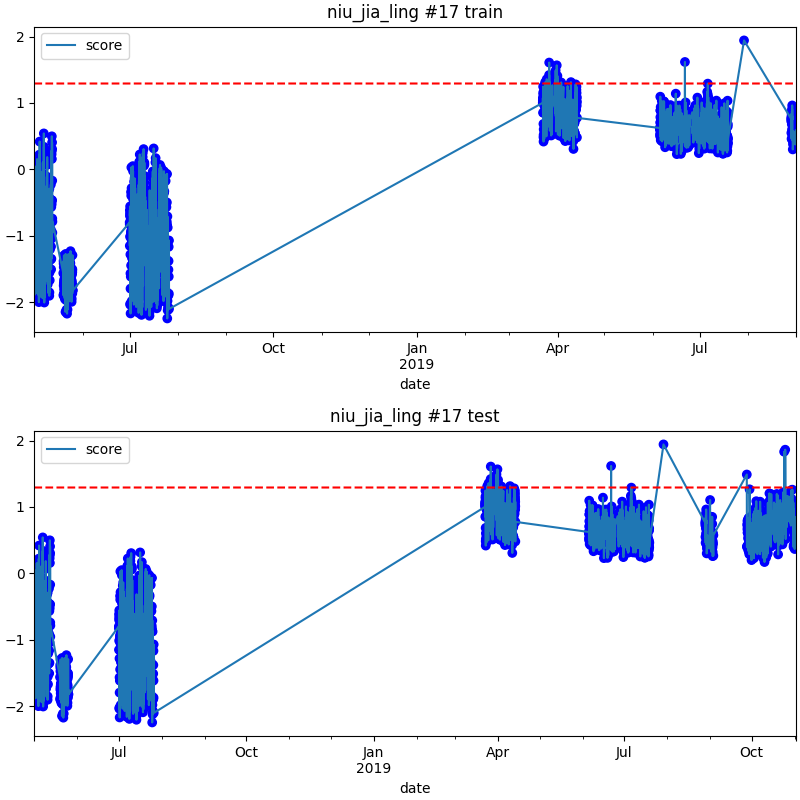 niu_jia_ling #17 train
score
2
1
0
−1
−2
Jul
Oct
Jan
2019
Apr
Jul
date
niu_jia_ling #17 test
score
2
1
0
−1
−2
Jul
Oct
Jan
2019
Apr
Jul
Oct
date